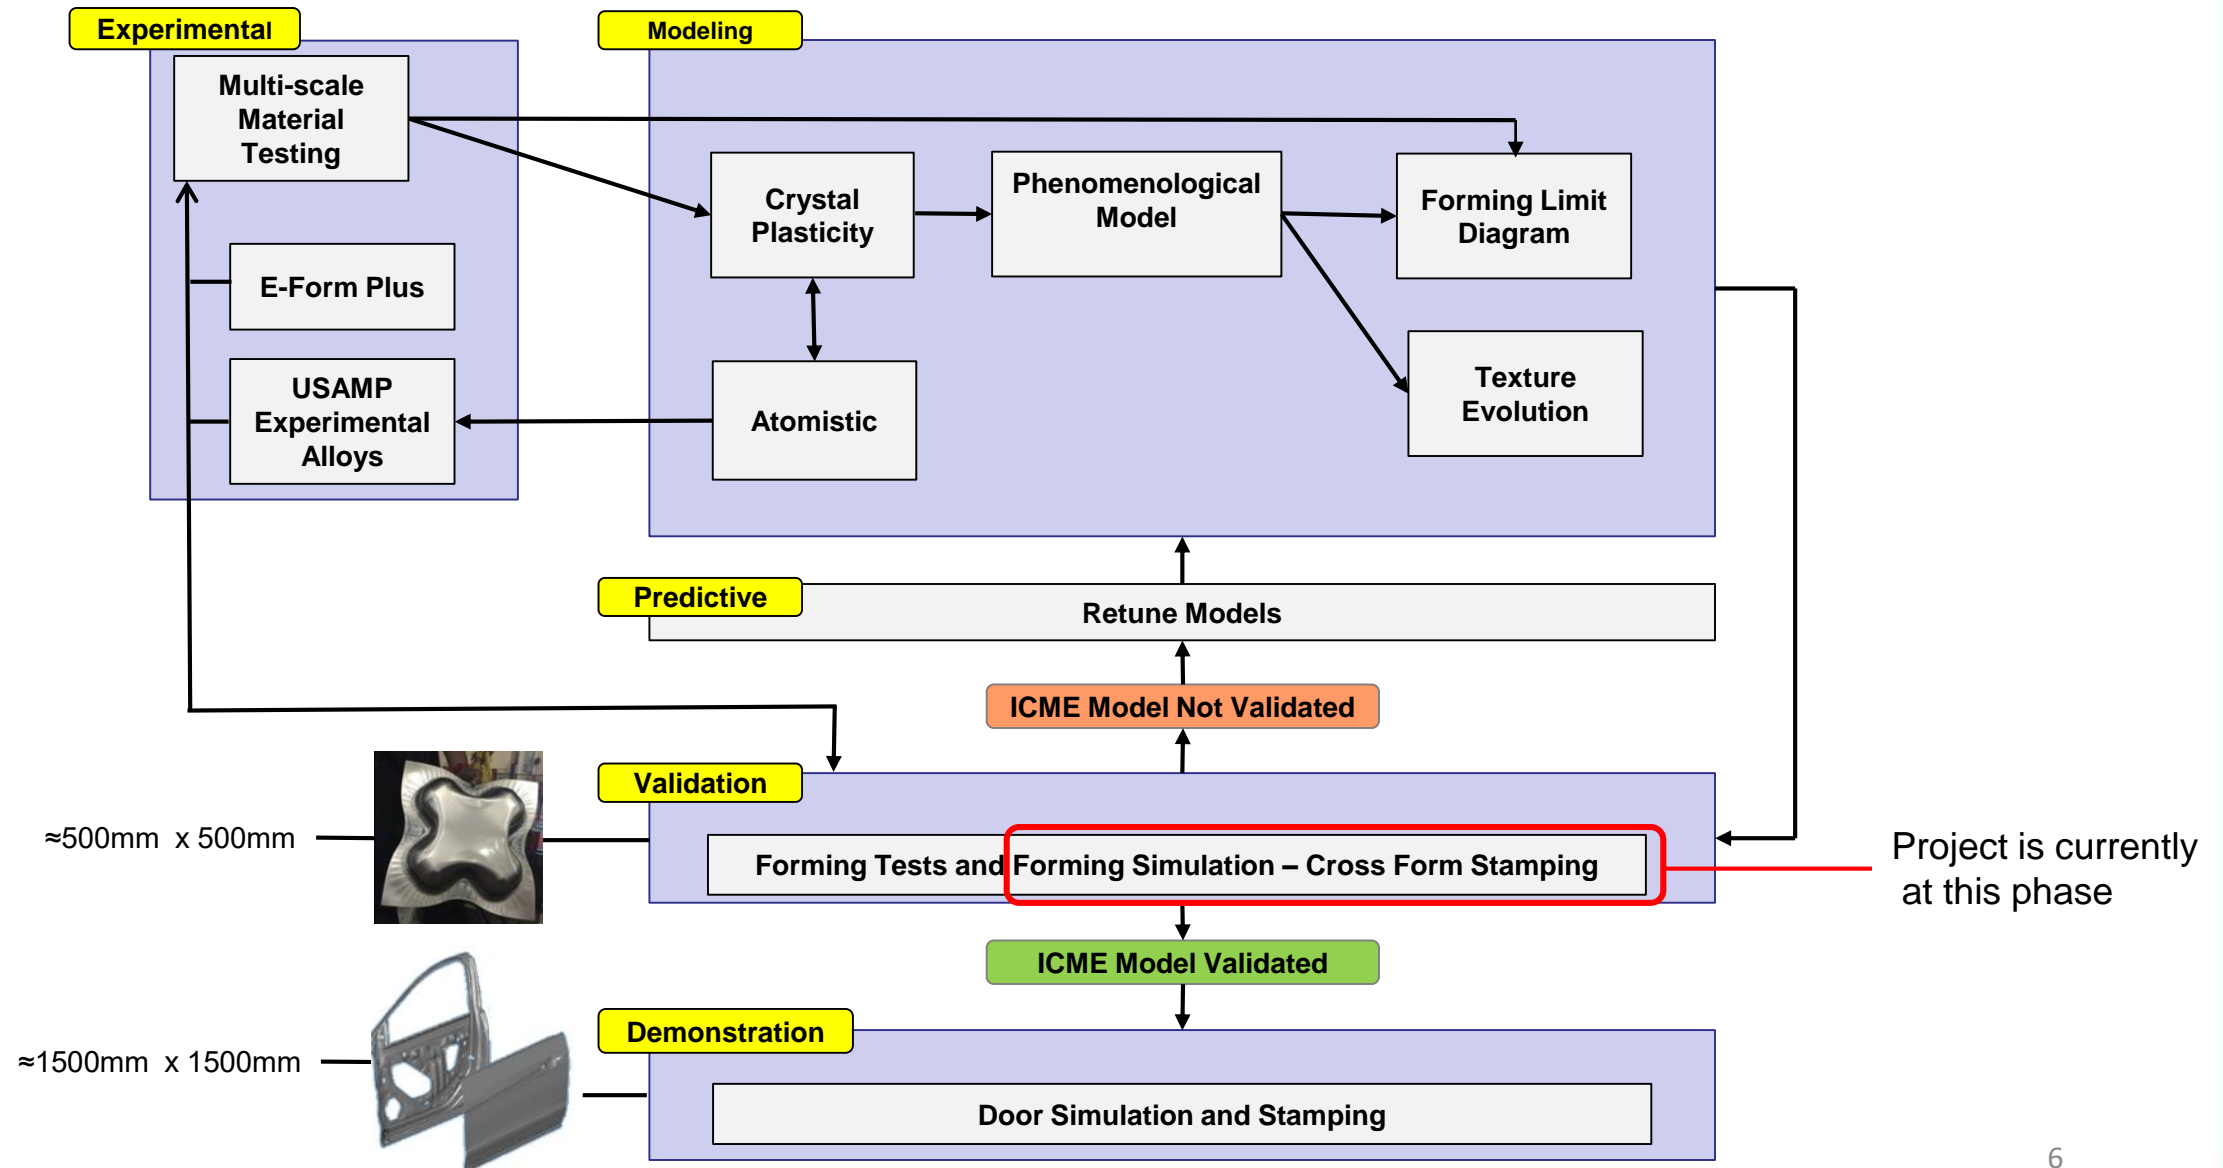 Experimental
Multi-scale
Material
Testing
E-Form Plus
USAMP
Experimental
Alloys
Modeling
Crystal
Plasticity
Phenomenological
Model
Forming Limit
Diagram
Atomistic
Texture
Evolution
Predictive
Retune Models
ICME Model Not Validated
Validation
≈500mm x 500mm
Forming Tests and Forming Simulation – Cross Form Stamping
Project is currently
at this phase
ICME Model Validated
Demonstration
≈1500mm x 1500mm
Door Simulation and Stamping
6